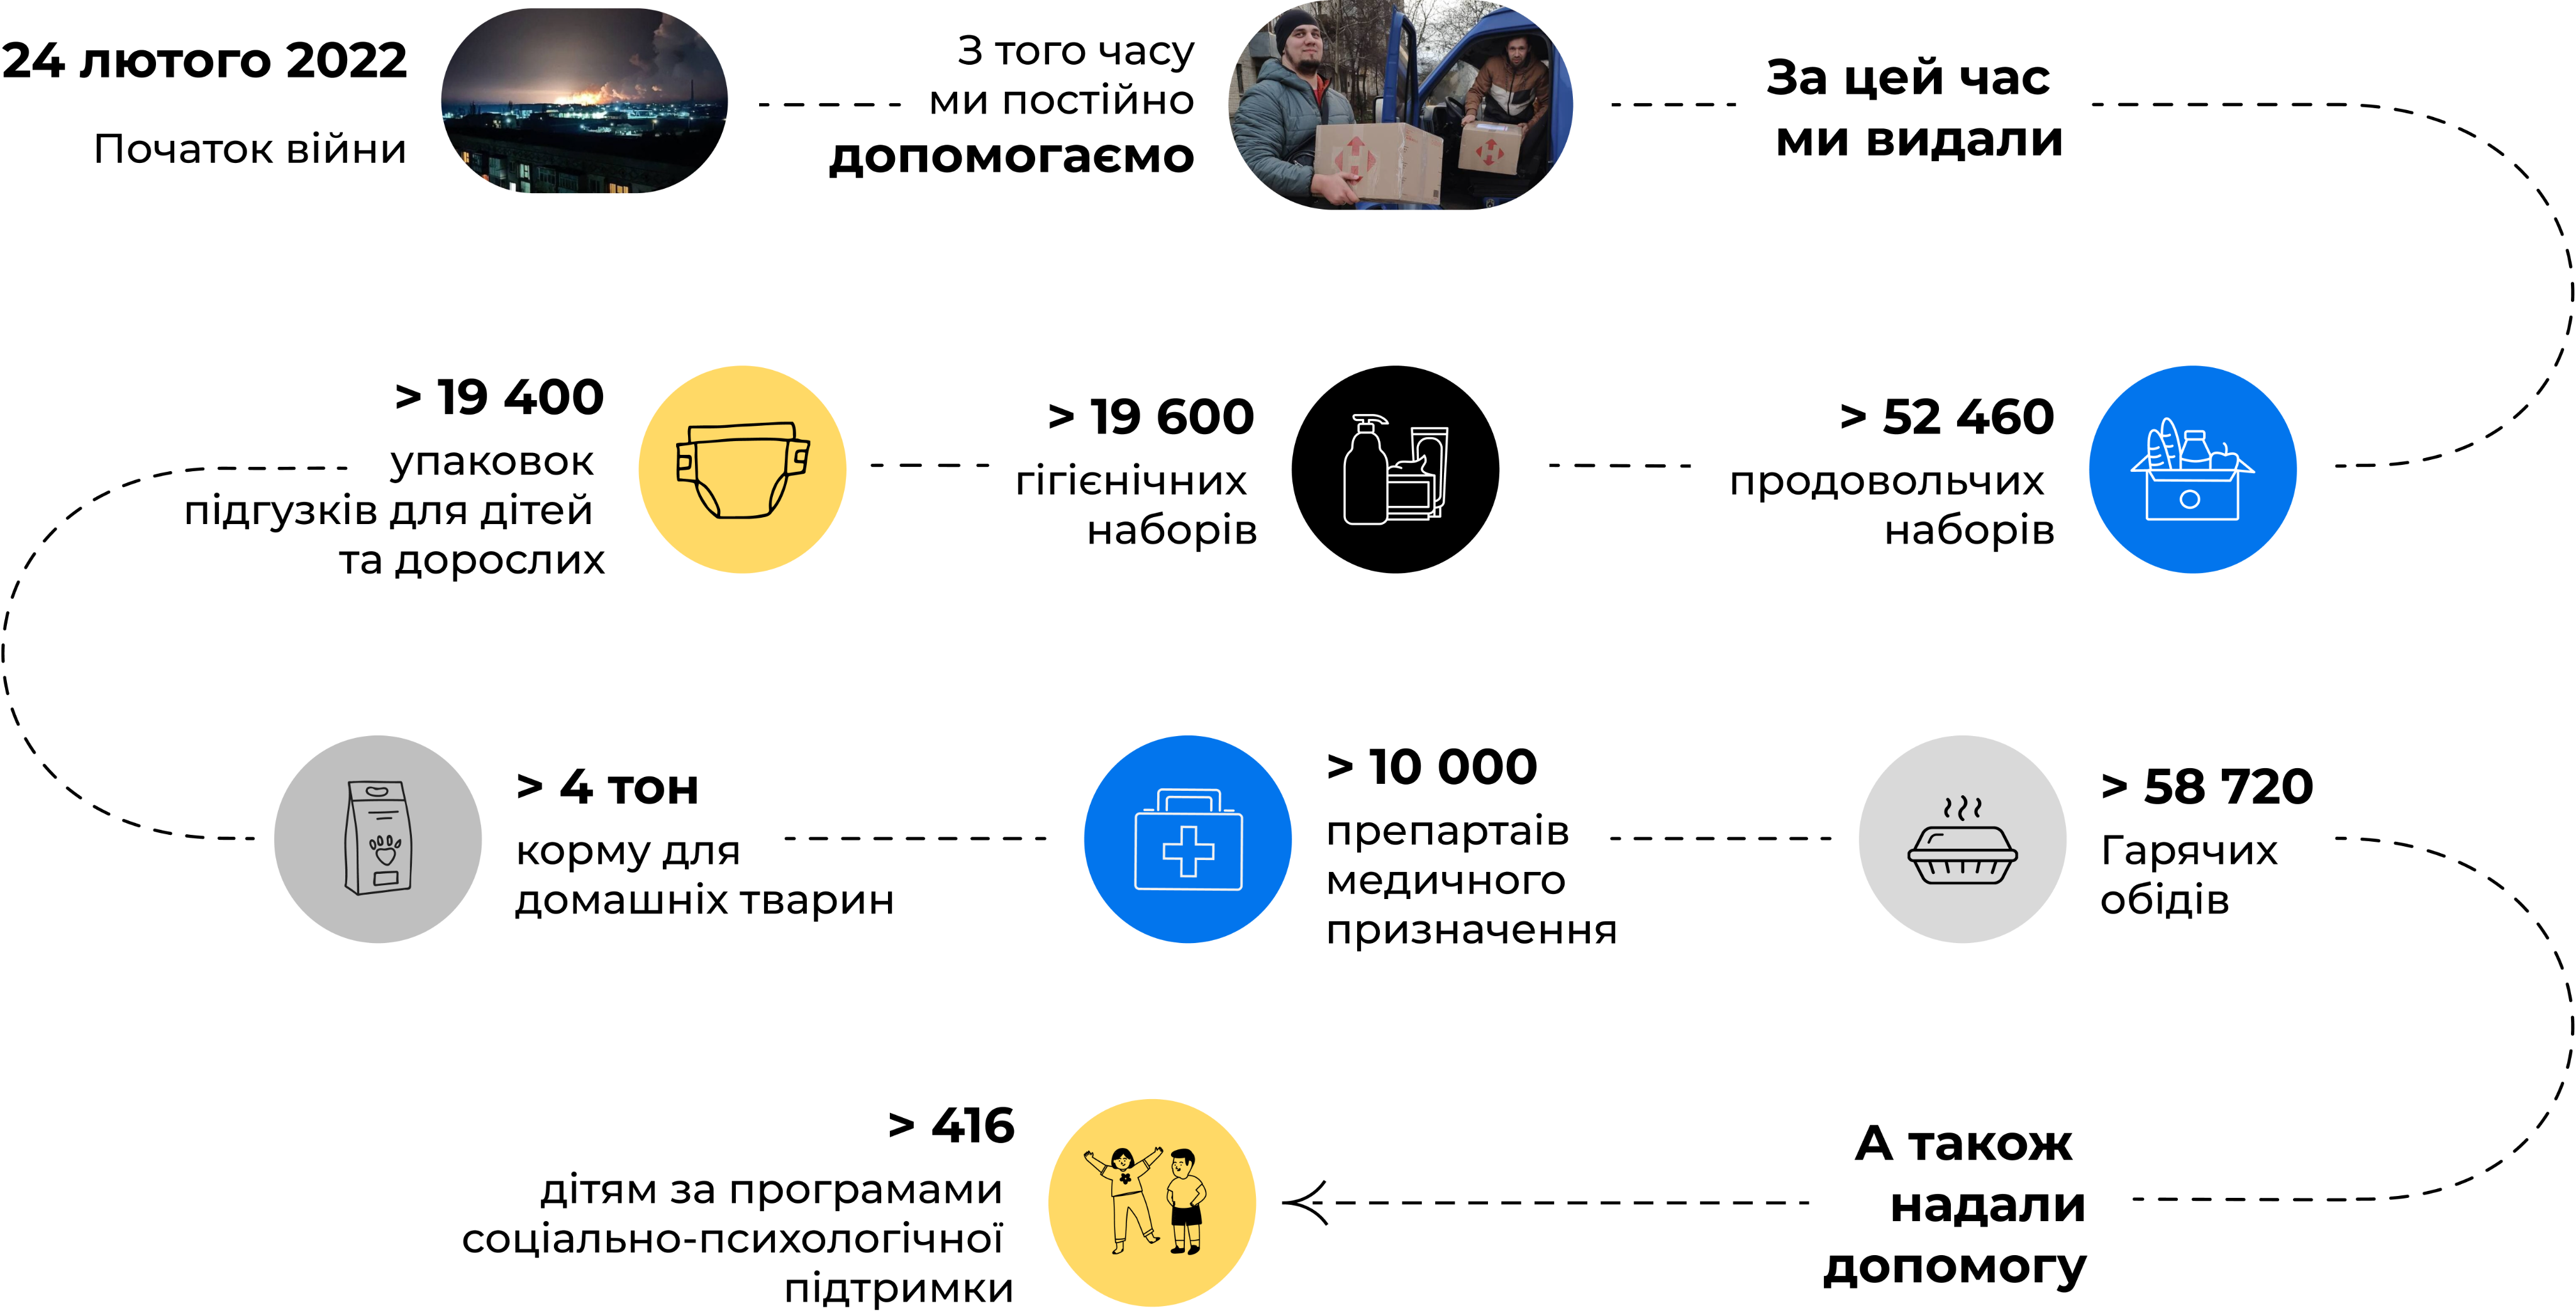 24 лютого 2022
Початок війни
З того часу
ми постійно
допомогаємо
За цей час
ми видали
> 52 460
продовольчих
наборів
> 19 600
гігієнічних
наборів
> 19 400
упаковок
підгузків для дітей
та дорослих
> 4 тон
корму для
домашніх тварин
> 10 000
препартаів
медичного
призначення
> 58 720
Гарячих
обідів
А також
надали
допомогу
> 416
дітям за програмами
соціально-психологічної
підтримки